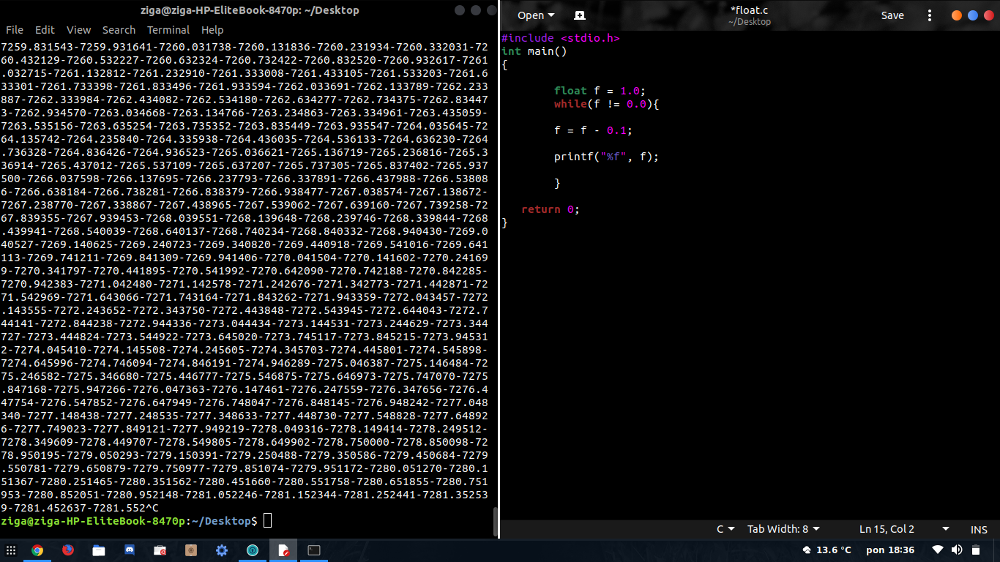 ziga@ziga-HP-EliteBook-8470p: ~/Desktop
File Edit View Search Terminal Help
7259.831543-7259.931641-7260.031738-7260.131836-7260.231934-7260.332031-72
60.432129-7260.532227-7260.632324-7260.732422-7260.832520-7260.932617-7261
.032715-7261.132812-7261.232910-7261.333008-7261.433105-7261.533203-7261.6
33301-7261.733398-7261.833496-7261.933594-7262.033691-7262.133789-7262.233
887-7262.333984-7262.434082-7262.534180-7262.634277-7262.734375-7262.83447
3-7262.934570-7263.034668-7263.134766-7263.234863-7263.334961-7263.435059-
7263.535156-7263.635254-7263.735352-7263.835449-7263.935547-7264.035645-72
64.135742-7264.235840-7264.335938-7264.436035-7264.536133-7264.636230-7264
.736328-7264.836426-7264.936523-7265.036621-7265.136719-7265.236816-7265.3
36914-7265.437012-7265.537109-7265.637207-7265.737305-7265.837402-7265.937
500-7266.037598-7266.137695-7266.237793-7266.337891-7266.437988-7266.53808
6-7266.638184-7266.738281-7266.838379-7266.938477-7267.038574-7267.138672-
7267.238770-7267.338867-7267.438965-7267.539062-7267.639160-7267.739258-72
67.839355-7267.939453-7268.039551-7268.139648-7268.239746-7268.339844-7268
.439941-7268.540039-7268.640137-7268.740234-7268.840332-7268.940430-7269.0
40527-7269.140625-7269.240723-7269.340820-7269.440918-7269.541016-7269.641
113-7269.741211-7269.841309-7269.941406-7270.041504-7270.141602-7270.24169
9-7270.341797-7270.441895-7270.541992-7270.642090-7270.742188-7270.842285-
7270.942383-7271.042480-7271.142578-7271.242676-7271.342773-7271.442871-72
71.542969-7271.643066-7271.743164-7271.843262-7271.943359-7272.043457-7272
.143555-7272.243652-7272.343750-7272.443848-7272.543945-7272.644043-7272.7
44141-7272.844238-7272.944336-7273.044434-7273.144531-7273.244629-7273.344
727-7273.444824-7273.544922-7273.645020-7273.745117-7273.845215-7273.94531
2-7274.045410-7274.145508-7274.245605-7274.345703-7274.445801-7274.545898-
7274.645996-7274.746094-7274.846191-7274.946289-7275.046387-7275.146484-72
75.246582-7275.346680-7275.446777-7275.546875-7275.646973-7275.747070-7275
.847168-7275.947266-7276.047363-7276.147461-7276.247559-7276.347656-7276.4
47754-7276.547852-7276.647949-7276.748047-7276.848145-7276.948242-7277.048
340-7277.148438-7277.248535-7277.348633-7277.448730-7277.548828-7277.64892
6-7277.749023-7277.849121-7277.949219-7278.049316-7278.149414-7278.249512-
7278.349609-7278.449707-7278.549805-7278.649902-7278.750000-7278.850098-72
78.950195-7279.050293-7279.150391-7279.250488-7279.350586-7279.450684-7279
.550781-7279.650879-7279.750977-7279.851074-7279.951172-7280.051270-7280.1
51367-7280.251465-7280.351562-7280.451660-7280.551758-7280.651855-7280.751
953-7280.852051-7280.952148-7281.052246-7281.152344-7281.252441-7281.35253
9-7281.452637-7281.552^C
ziga@ziga-HP-EliteBook-8470p:~/Desktop$
Open
*float.c
~/Desktop
Save
#include <stdio.h>
int main()
{
float f = 1.0;
while(f != 0.0){
f = f - 0.1;
printf("%f", f);
}
return 0;
}
C Tab Width: 8 Ln 15, Col 2 INS
13.6 °C pon 18:36